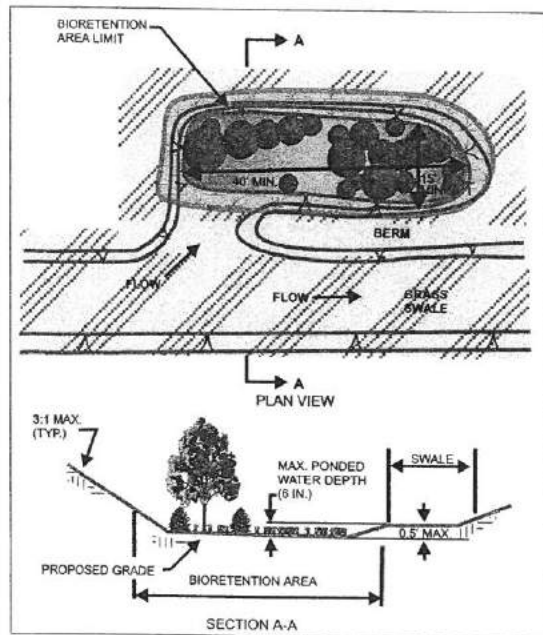 BIORETENTION
AREA LIMIT
A
40' MIN.
15'
MIN.
BERM
FLOW
FLOW
GRASS
SWALE
A
PLAN VIEW
3:1 MAX.
(TYP.)
MAX. PONDED
WATER DEPTH
(6 IN.)
SWALE
0.5' MAX.
PROPOSED GRADE
BIORETENTION AREA
SECTION A-A